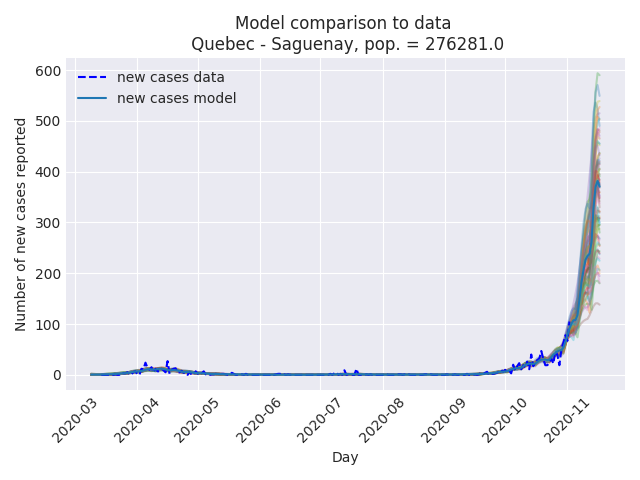 Model comparison to data
Quebec - Saguenay, pop. = 276281.0
new cases data
new cases model
Number of new cases reported
600
500
400
300
200
100
0
2020-03
2020-04
2020-05
2020-06
2020-07
2020-08
2020-09
2020-10
2020-11
Day